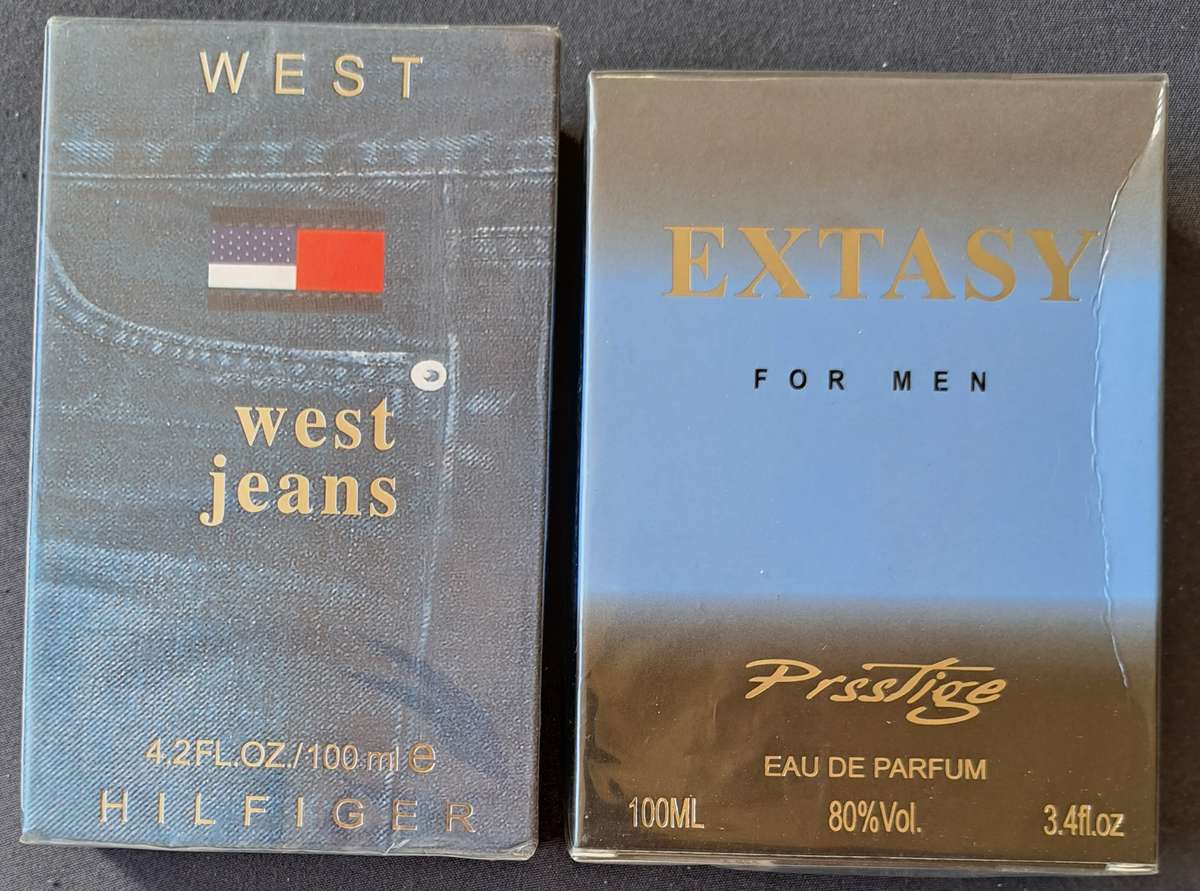 WEST
west
jeans
4.2FL.OZ./100 ml e
HILFIGER
EXTASY
FOR MEN
Prsstige
EAU DE PARFUM
100ML 80%Vol. 3.4fl.oz